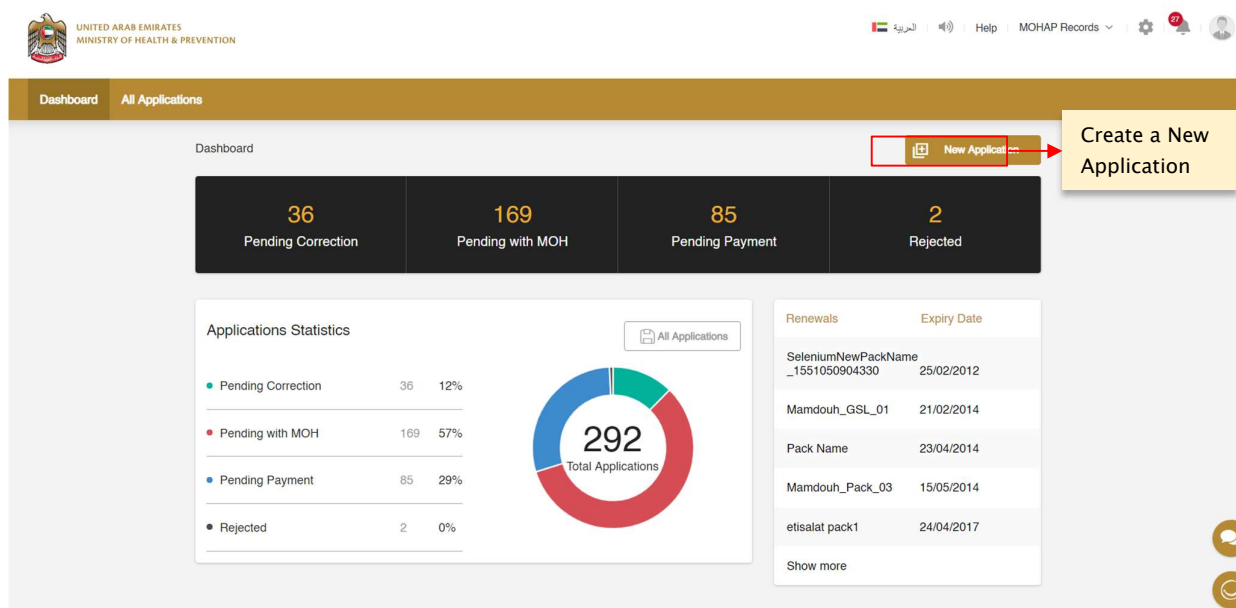 UNITED ARAB EMIRATES
MINISTRY OF HEALTH & PREVENTION
العربية
Help
MOHAP Records
27
Dashboard
All Applications
Dashboard
New Application
Create a New
Application
36
Pending Correction
169
Pending with MOH
85
Pending Payment
2
Rejected
Applications Statistics
All Applications
Pending Correction 36 12%
Pending with MOH 169 57%
Pending Payment 85 29%
Rejected 2 0%
292
Total Applications
Renewals Expiry Date
SeleniumNewPackName
_1551050904330 25/02/2012
Mamdouh_GSL_01 21/02/2014
Pack Name 23/04/2014
Mamdouh_Pack_03 15/05/2014
etisalat pack1 24/04/2017
Show more